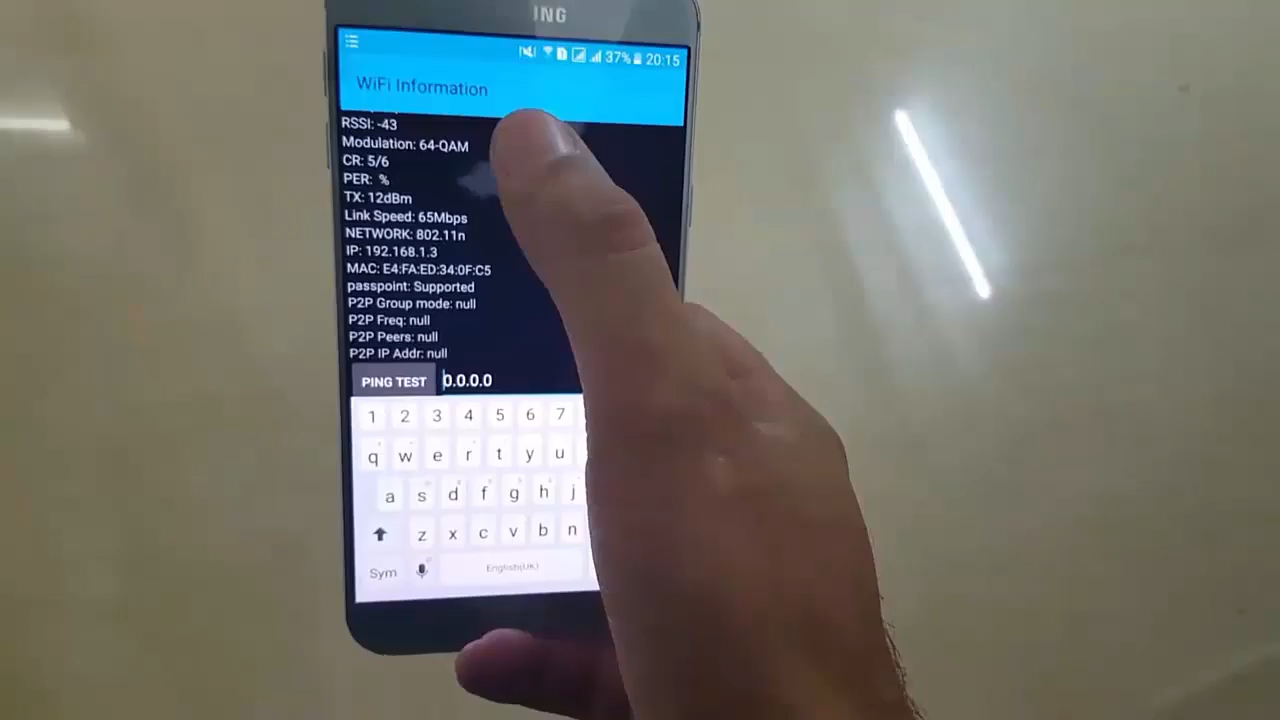 ING
37% 20:15
WiFi Information
RSSI: -43
Modulation: 64-QAM
CR: 5/6
PER: %
TX: 12dBm
Link Speed: 65Mbps
NETWORK: 802.11n
IP: 192.168.1.3
MAC: E4:FA:ED:34:0F:C5
passpoint: Supported
P2P Group mode: null
P2P Freq: null
P2P Peers: null
P2P IP Addr: null
PING TEST 0.0.0.0
1 2 3 4 5 6 7
q w e r t y u
a s d f g h j
z x c v b n
Sym English(UK)